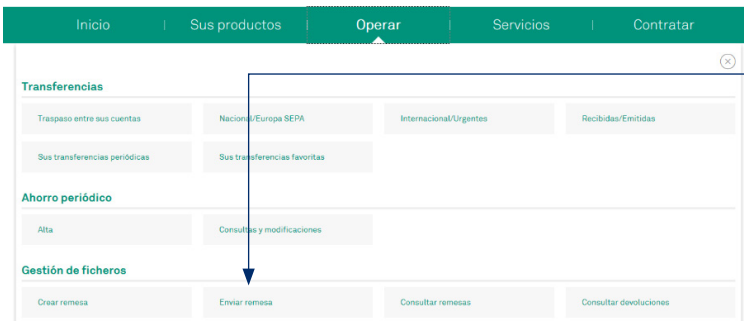 Inicio | Sus productos | Operar | Servicios | Contratar
Transferencias
Traspaso entre sus cuentas Nacional/Europa SEPA Internacional/Urgentes Recibidas/Emitidas
Sus transferencias periódicas Sus transferencias favoritas
Ahorro periódico
Alta Consultas y modificaciones
Gestión de ficheros
Crear remesa Enviar remesa Consultar remesas Consultar devoluciones